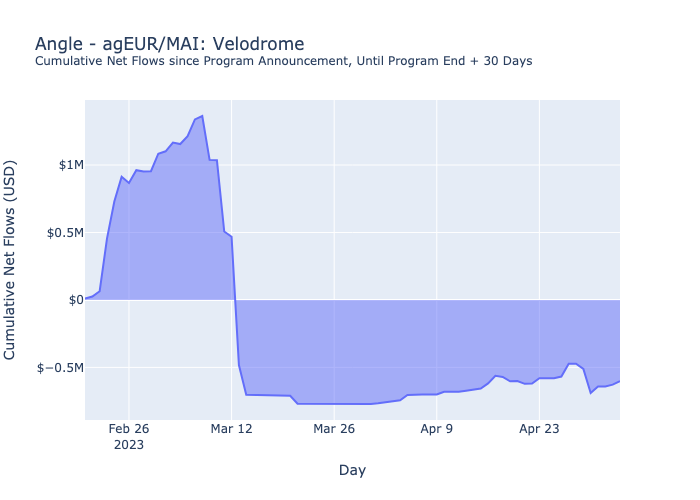 Angle - agEUR/MAI: Velodrome
Cumulative Net Flows since Program Announcement, Until Program End + 30 Days
Cumulative Net Flows (USD)
$1M
$0.5M
$0
$−0.5M
Feb 26
2023
Mar 12
Mar 26
Apr 9
Apr 23
Day